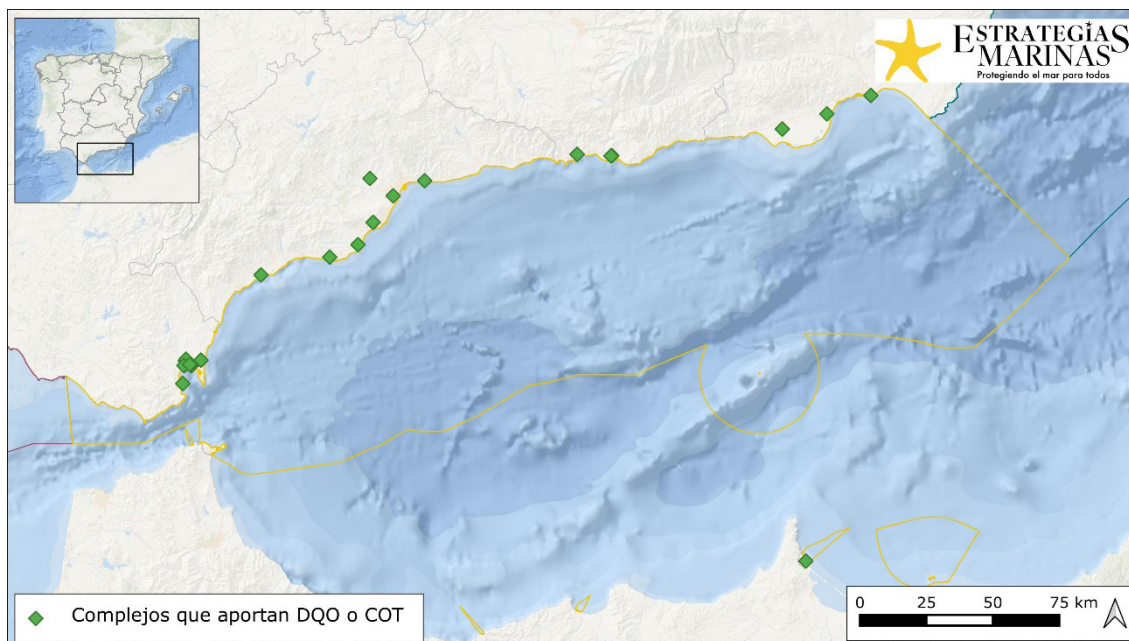 ESTRATEGIAS
MARINAS
Protegiendo el mar para todos
Complejos que aportan DQO o COT
0 25 50 75 km